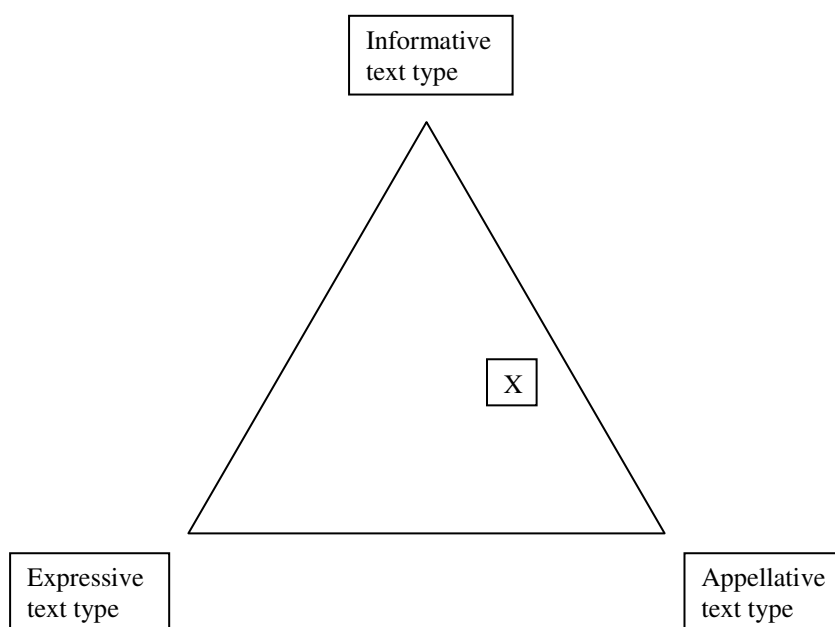 Informative
text type
X
Expressive
text type
Appellative
text type